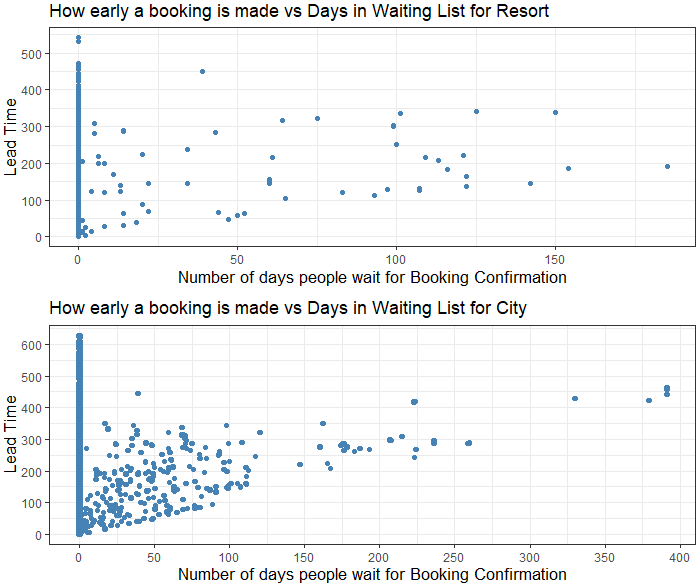 How early a booking is made vs Days in Waiting List for Resort
Lead Time
500
400
300
200
100
0
0 50 100 150
Number of days people wait for Booking Confirmation
How early a booking is made vs Days in Waiting List for City
Lead Time
600
500
400
300
200
100
0
0 50 100 150 200 250 300 350 400
Number of days people wait for Booking Confirmation